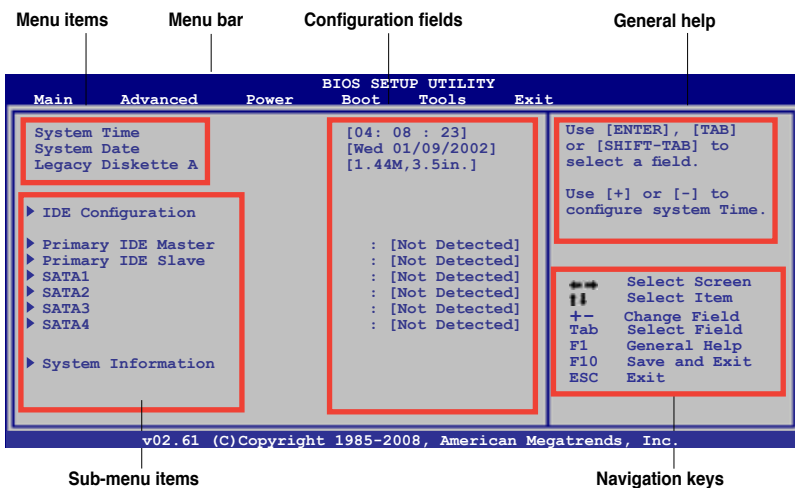 Menu items Menu bar Configuration fields General help
BIOS SETUP UTILITY
Main Advanced Power Boot Tools Exit
System Time [04: 08 : 23]
System Date [Wed 01/09/2002]
Legacy Diskette A [1.44M,3.5in.]
IDE Configuration
Primary IDE Master : [Not Detected]
Primary IDE Slave : [Not Detected]
SATA1 : [Not Detected]
SATA2 : [Not Detected]
SATA3 : [Not Detected]
SATA4 : [Not Detected]
System Information
Use [ENTER], [TAB]
or [SHIFT-TAB] to
select a field.
Use [+] or [-] to
configure system Time.
←→ Select Screen
↑↓ Select Item
+- Change Field
Tab Select Field
F1 General Help
F10 Save and Exit
ESC Exit
v02.61 (C)Copyright 1985-2008, American Megatrends, Inc.
Sub-menu items Navigation keys